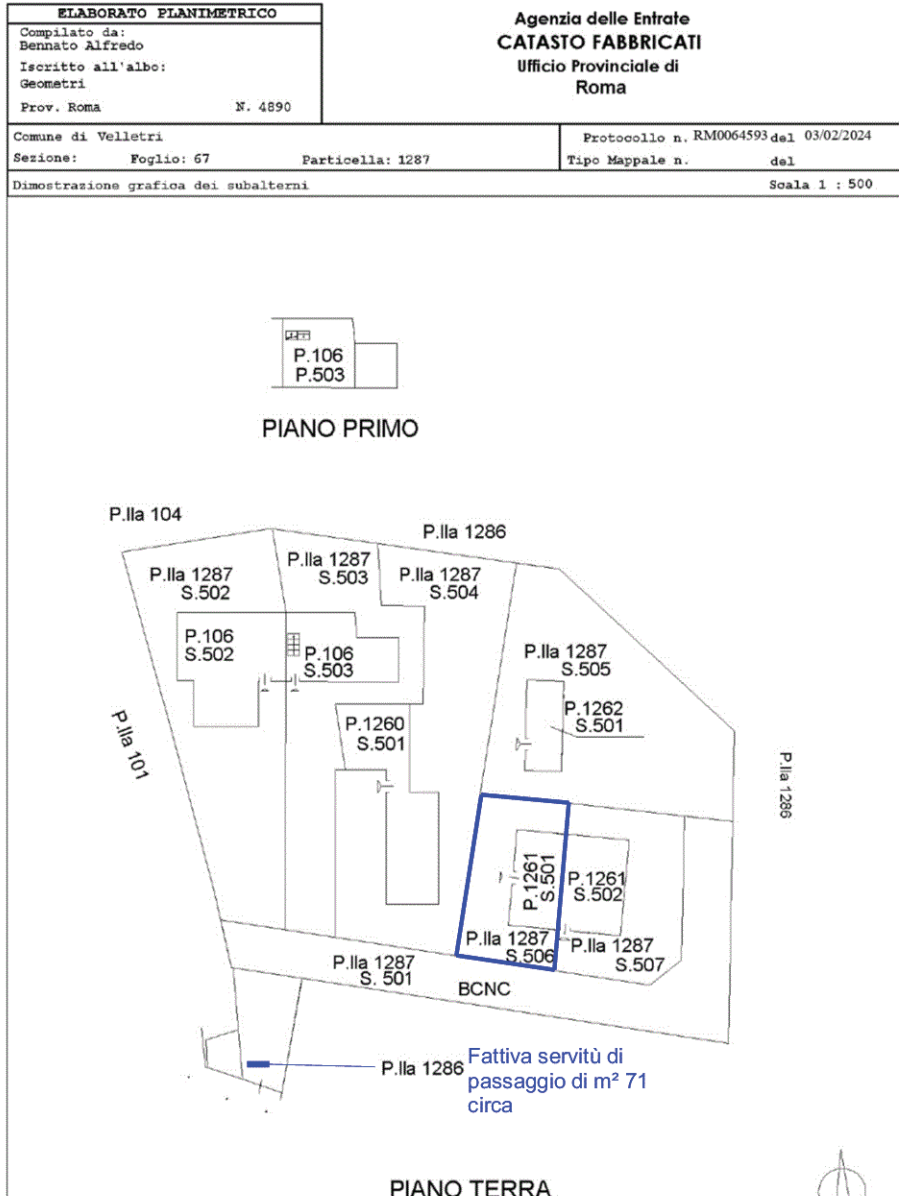 ELABORATO PLANIMETRICO
Compilato da:
Bennato Alfredo
Iscritto all'albo:
Geometri
Prov. Roma N. 4890
Agenzia delle Entrate
CATASTO FABBRICATI
Ufficio Provinciale di
Roma
Comune di Velletri
Sezione: Foglio: 67 Particella: 1287
Protocollo n. RM0064593 del 03/02/2024
Tipo Mappale n. del
Dimostrazione grafica dei subalterni Scala 1 : 500
P.106
P.503
PIANO PRIMO
P.lla 104
P.lla 1286
P.lla 1287
S.502
P.lla 1287
S.503
P.lla 1287
S.504
P.106
S.502
P.106
S.503
P.lla 1287
S.505
P.1262
S.501
P.1260
S.501
P.lla 101
P.lla 1286
P.1261
S.501
P.1261
S.502
P.lla 1287
S.506
P.lla 1287
S.507
P.lla 1287
S. 501
BCNC
P.lla 1286
Fattiva servitù di
passaggio di m² 71
circa
PIANO TERRA